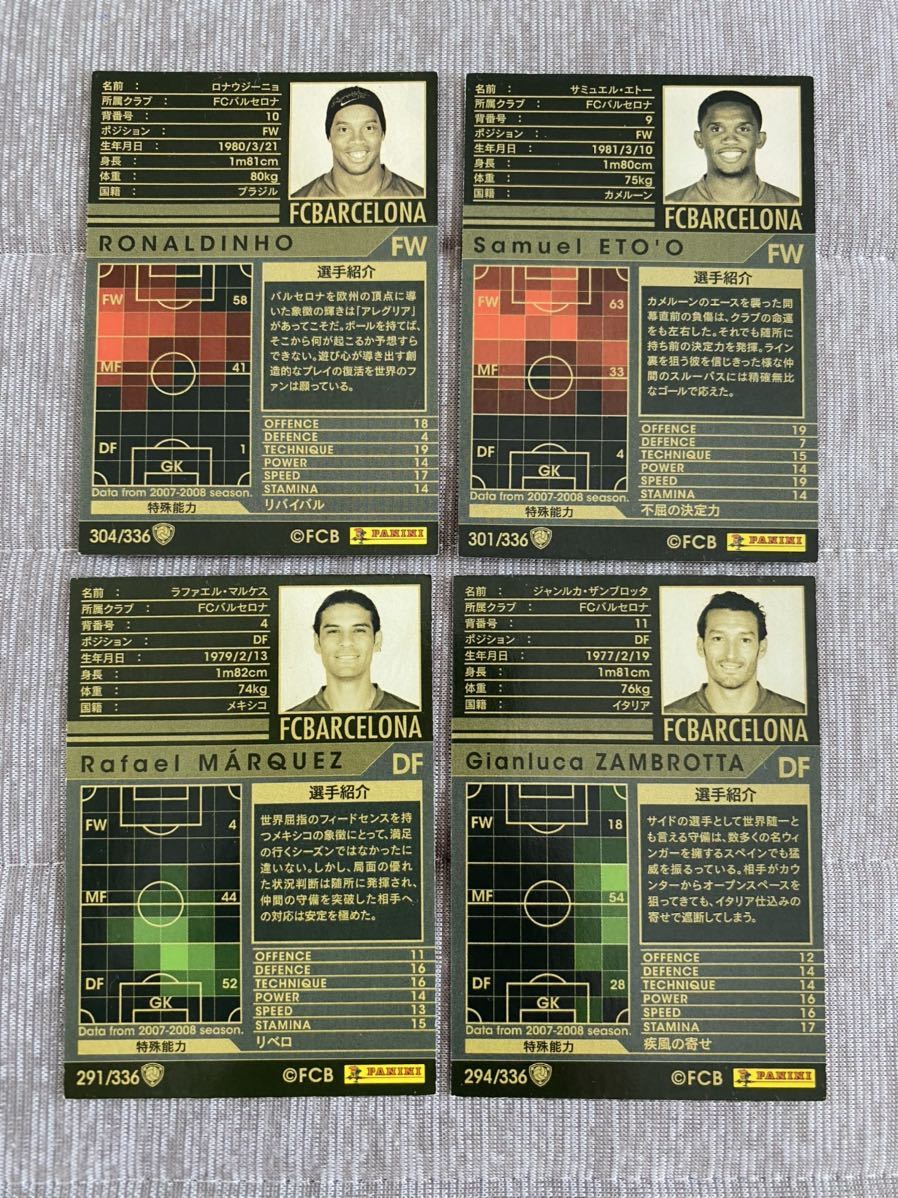 名前 : ロナウジーニョ
所属クラブ : FCバルセロナ
背番号 : 10
ポジション : FW
生年月日 : 1980/3/21
身長 : 1m81cm
体重 : 80kg
国籍 : ブラジル
FCBARCELONA
RONALDINHO FW
FW 58
MF 41
DF 1
GK
Data from 2007-2008 season.
選手紹介
バルセロナを欧州の頂点に導
いた象徴の輝きは「アレグリア」
があってこそだ。ボールを持てば、
そこから何が起こるか予想すら
できない。遊び心が導き出す創
造的なプレイの復活を世界のフ
ァンは願っている。
OFFENCE 18
DEFENCE 4
TECHNIQUE 19
POWER 14
SPEED 17
STAMINA 14
特殊能力 リバイバル
304/336 ©FCB PANINI
名前 : サミュエル・エトー
所属クラブ : FCバルセロナ
背番号 : 9
ポジション : FW
生年月日 : 1981/3/10
身長 : 1m80cm
体重 : 75kg
国籍 : カメルーン
FCBARCELONA
Samuel ETO'O FW
FW 63
MF 33
DF 4
GK
Data from 2007-2008 season.
選手紹介
カメルーンのエースを襲った開
幕直前の負傷は、クラブの命運
をも左右した。それでも随所に
持ち前の決定力を発揮。ライン
裏を狙う彼を信じきった様な仲
間のスルーパスには精確無比
なゴールで応えた。
OFFENCE 19
DEFENCE 7
TECHNIQUE 15
POWER 14
SPEED 19
STAMINA 14
特殊能力 不屈の決定力
301/336 ©FCB PANINI
名前 : ラファエル・マルケス
所属クラブ : FCバルセロナ
背番号 : 4
ポジション : DF
生年月日 : 1979/2/13
身長 : 1m82cm
体重 : 74kg
国籍 : メキシコ
FCBARCELONA
Rafael MÁRQUEZ DF
FW 4
MF 44
DF 52
GK
Data from 2007-2008 season.
選手紹介
世界屈指のフィードセンスを持
つメキシコの象徴にとって、満足
の行くシーズンではなかったに
違いない。しかし、局面の優れ
た状況判断は随所に発揮され、
仲間の守備を突破した相手へ
の対応は安定を極めた。
OFFENCE 11
DEFENCE 16
TECHNIQUE 16
POWER 14
SPEED 13
STAMINA 15
特殊能力 リベロ
291/336 ©FCB PANINI
名前 : ジャンルカ・ザンブロッタ
所属クラブ : FCバルセロナ
背番号 : 11
ポジション : DF
生年月日 : 1977/2/19
身長 : 1m81cm
体重 : 76kg
国籍 : イタリア
FCBARCELONA
Gianluca ZAMBROTTA DF
FW 18
MF 54
DF 28
GK
Data from 2007-2008 season.
選手紹介
サイドの選手として世界随一と
も言える守備は、数多くの名ウィ
ンガーを擁するスペインでも猛
威を振るっている。相手がカウ
ンターからオープンスペースを
狙ってきても、イタリア仕込みの
寄せで遮断してしまう。
OFFENCE 12
DEFENCE 14
TECHNIQUE 14
POWER 16
SPEED 16
STAMINA 17
特殊能力 疾風の寄せ
294/336 ©FCB PANINI